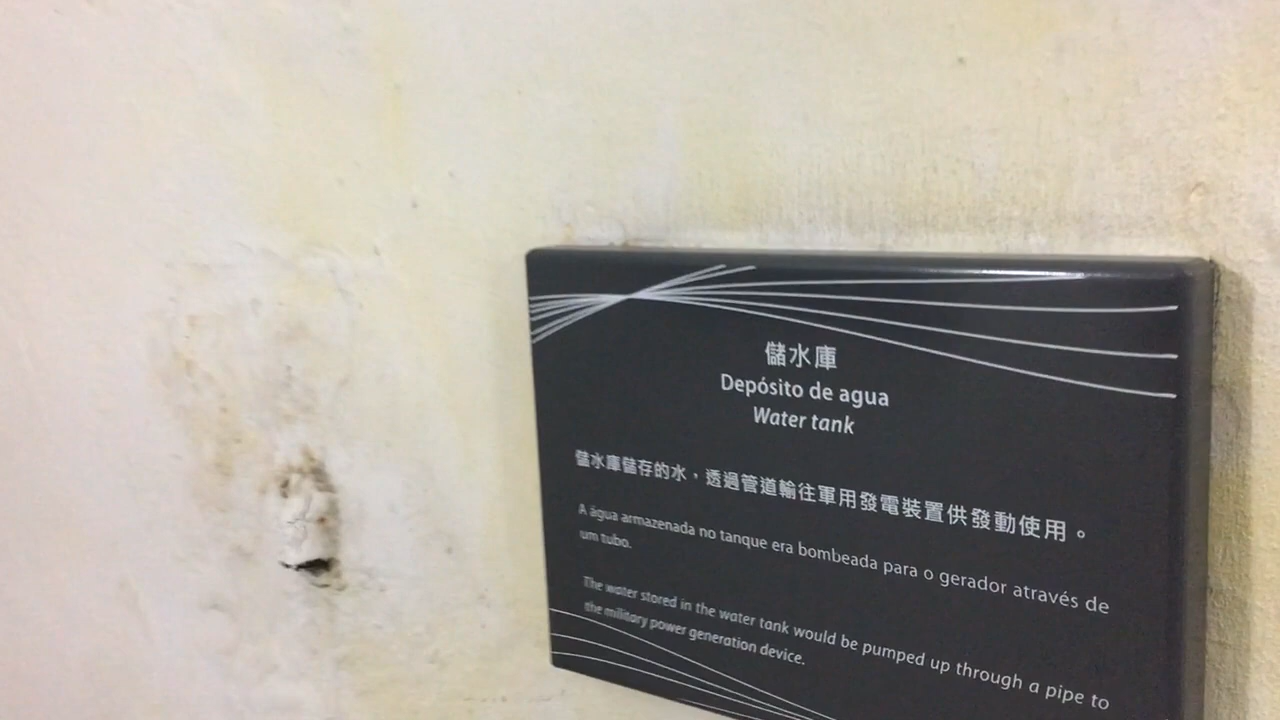 儲水庫
Depósito de agua
Water tank
儲水庫儲存的水，透過管道輸往軍用發電裝置供發動使用。
A água armazenada no tanque era bombeada para o gerador através de
um tubo.
The water stored in the water tank would be pumped up through a pipe to
the military power generation device.